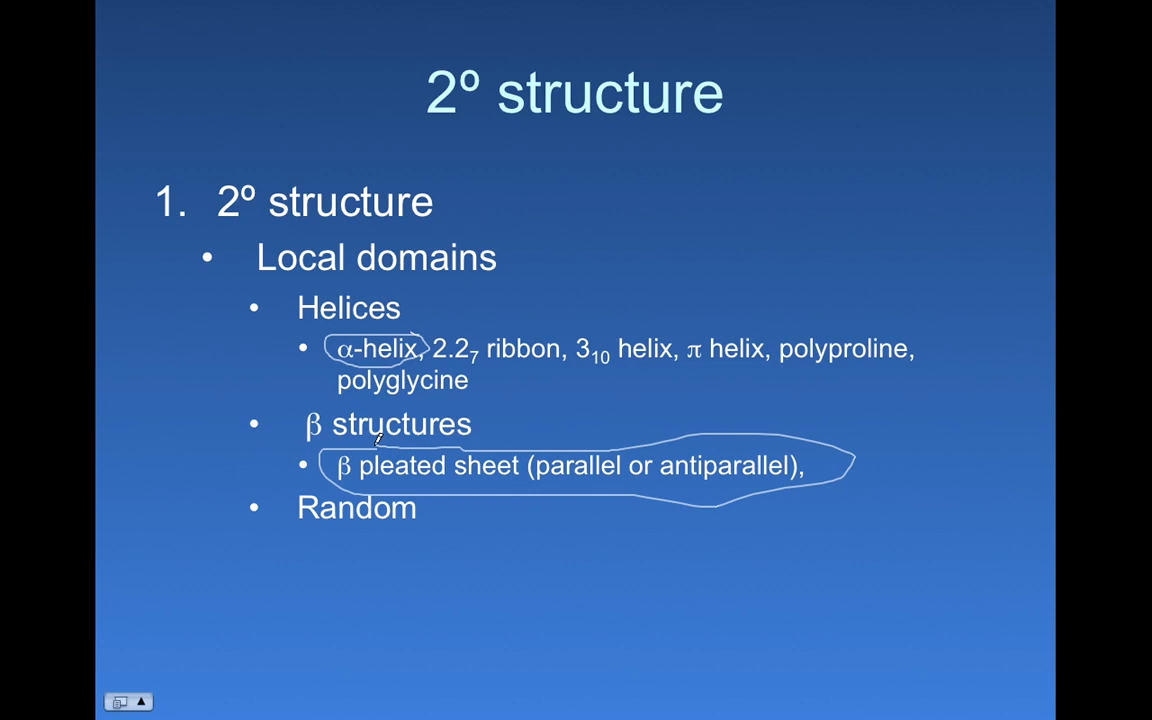 2º structure
1. 2º structure
• Local domains
• Helices
• α-helix, 2.2₇ ribbon, 3₁₀ helix, π helix, polyproline,
polyglycine
• β structures
• β pleated sheet (parallel or antiparallel),
• Random